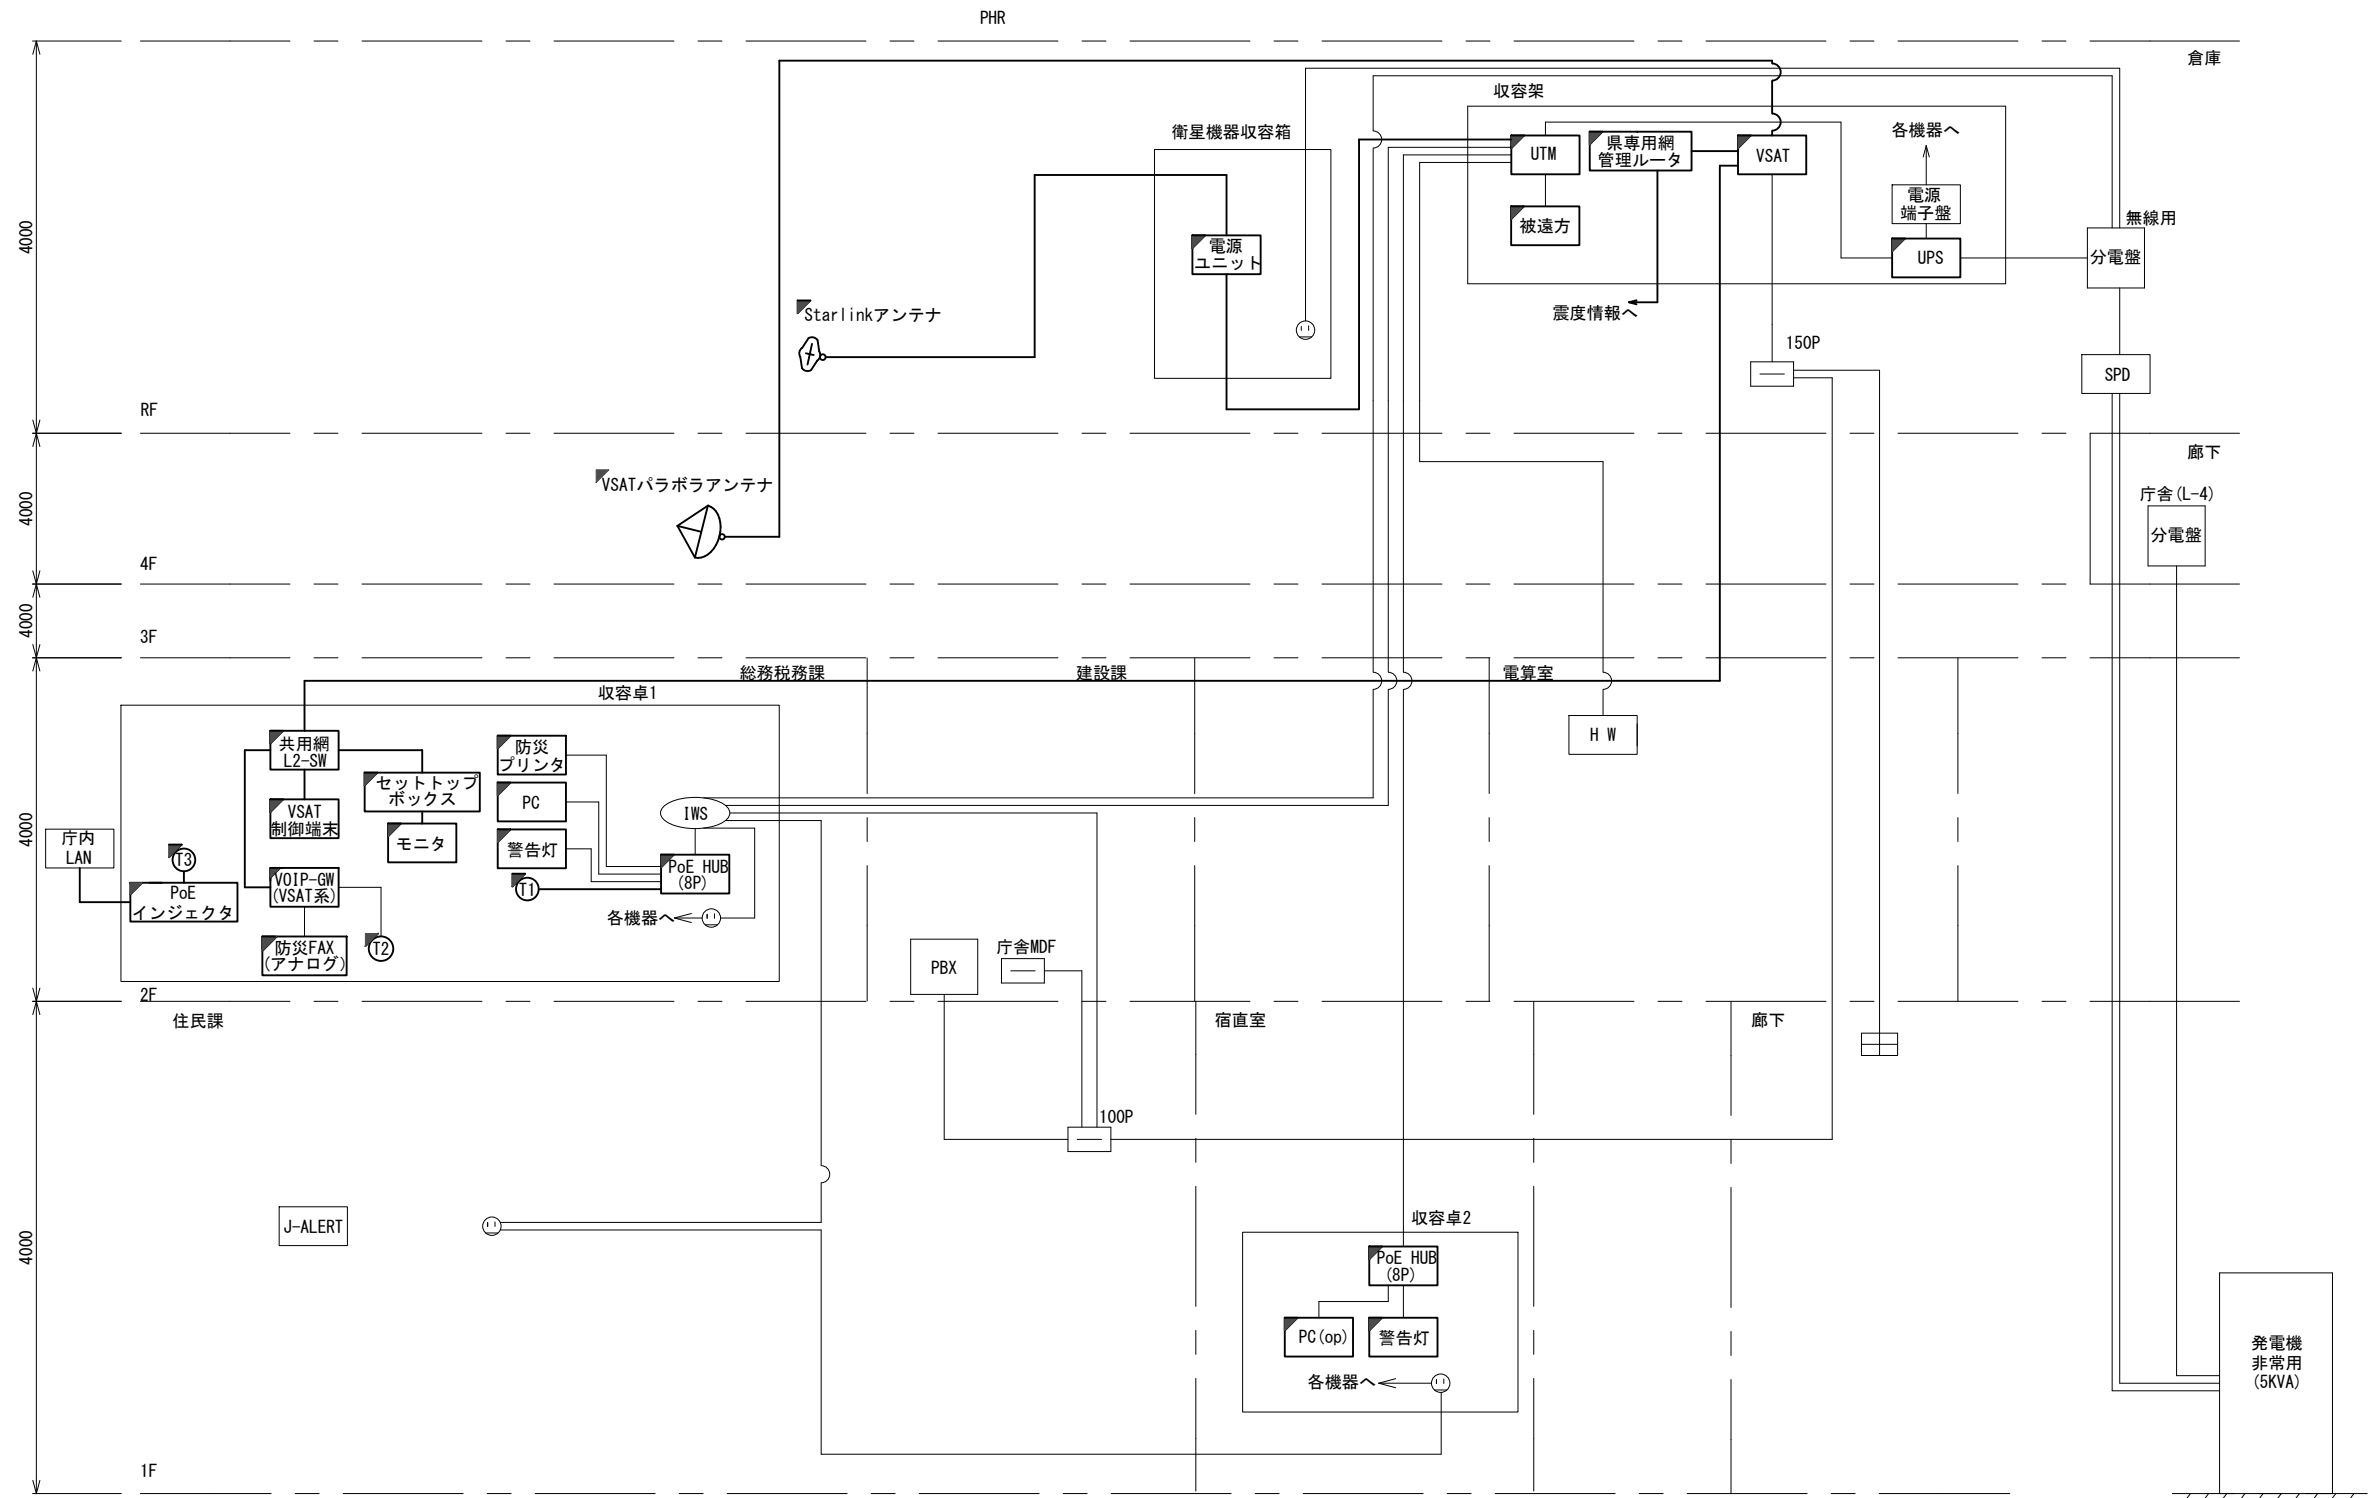 PHR
倉庫
収容架
衛星機器収容箱
各機器へ
UTM
県専用網
管理ルータ
VSAT
電源
端子盤
無線用
被遠方
電源
ユニット
UPS
分電盤
4000
Starlinkアンテナ
震度情報へ
150P
SPD
RF
廊下
VSATパラボラアンテナ
庁舎(L-4)
4000
分電盤
4F
4000
3F
総務税務課
建設課
電算室
収容卓1
共用網
L2-SW
防災
プリンタ
H W
セットトップ
ボックス
PC
VSAT
制御端末
IWS
4000
庁内
LAN
モニタ
警告灯
T3
PoE HUB
(8P)
VOIP-GW
(VSAT系)
T1
PoE
インジェクタ
各機器へ
防災FAX
(アナログ)
T2
庁舎MDF
PBX
2F
住民課
宿直室
廊下
100P
収容卓2
J-ALERT
4000
PoE HUB
(8P)
PC(op)
警告灯
発電機
非常用
(5KVA)
各機器へ
1F